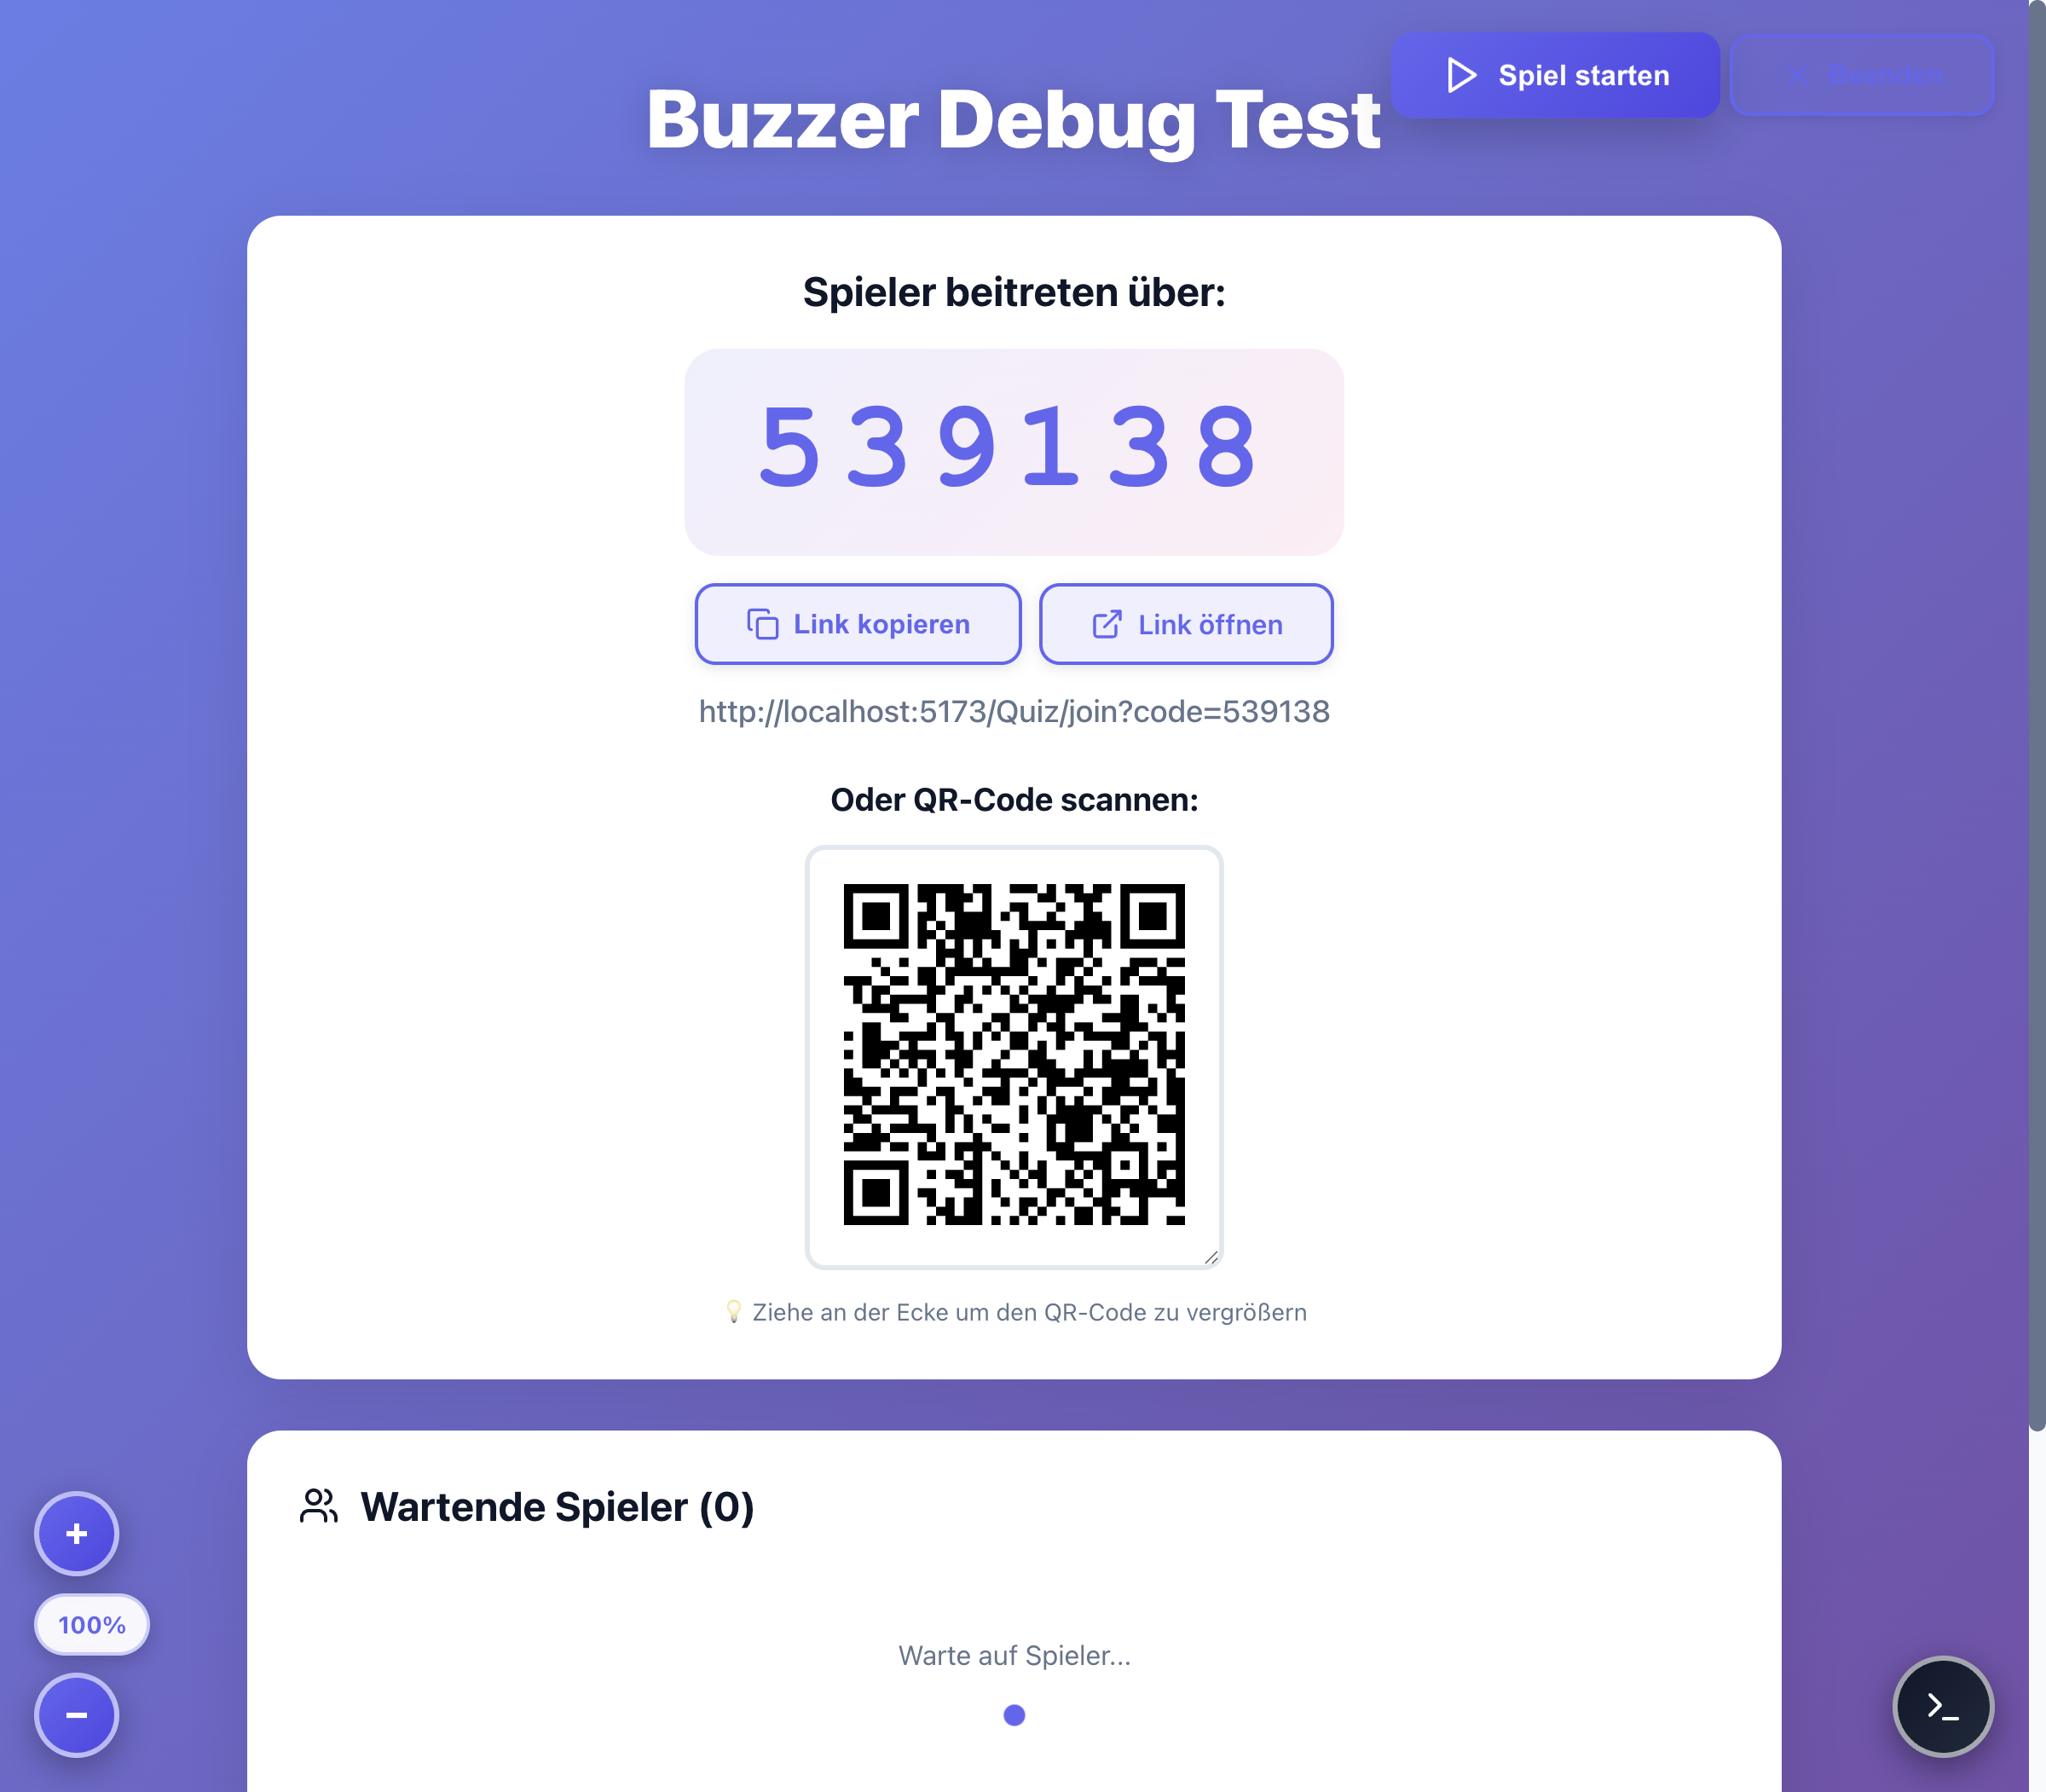 Spiel starten
Beenden
Buzzer Debug Test
Spieler beitreten über:
539138
Link kopieren
Link öffnen
http://localhost:5173/Quiz/join?code=539138
Oder QR-Code scannen:
💡 Ziehe an der Ecke um den QR-Code zu vergrößern
Wartende Spieler (0)
+
100%
−
Warte auf Spieler...